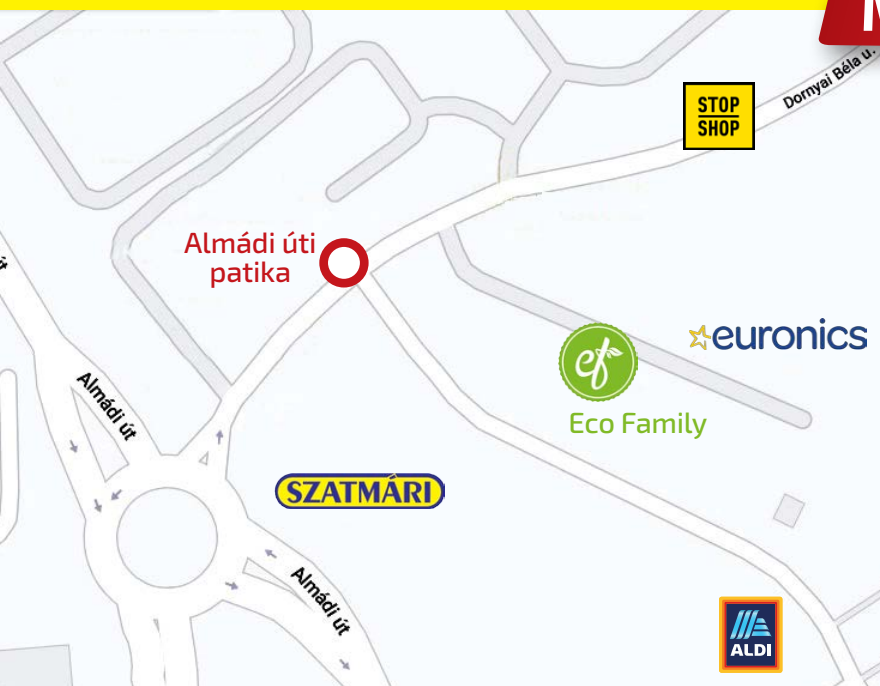 Dornyai Béla u.
STOP
SHOP
Almádi úti
patika
euronics
ef
Eco Family
Almádi út
SZATMÁRI
Almádi út
ALDI